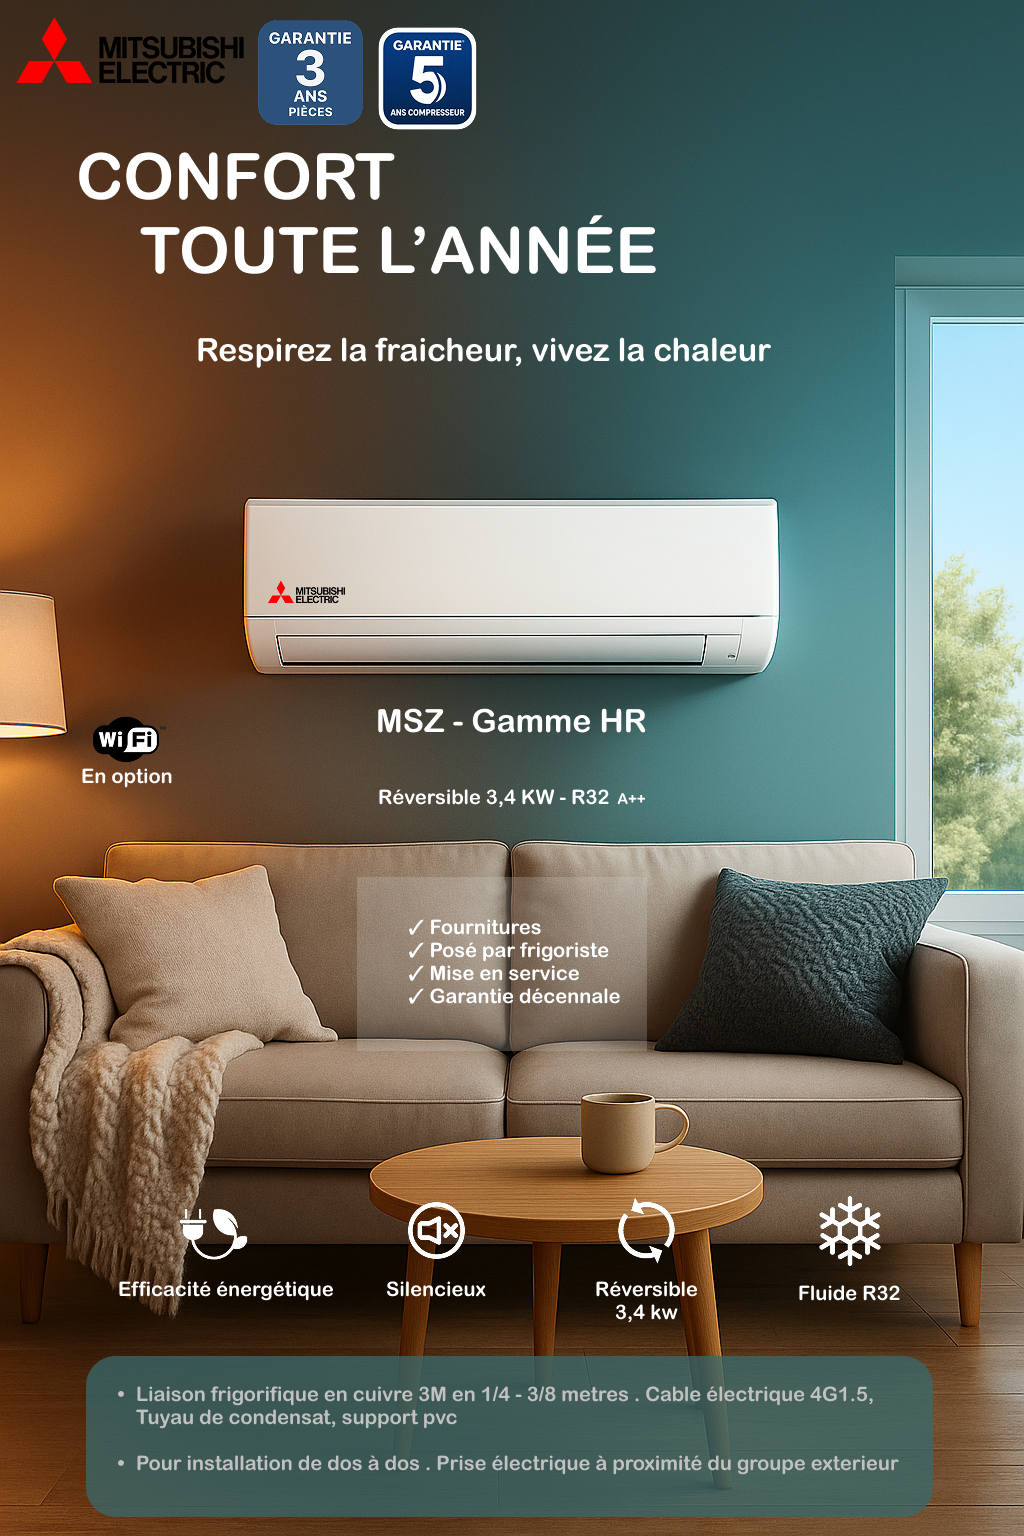 MITSUBISHI
ELECTRIC
GARANTIE
3
ANS
PIÈCES
GARANTIE
5
ANS COMPRESSEUR
CONFORT
TOUTE L’ANNÉE
Respirez la fraicheur, vivez la chaleur
MITSUBISHI
ELECTRIC
MSZ - Gamme HR
Wi Fi
En option
Réversible 3,4 KW - R32 A++
✓ Fournitures
✓ Posé par frigoriste
✓ Mise en service
✓ Garantie décennale
Efficacité énergétique
Silencieux
Réversible
3,4 kw
Fluide R32
• Liaison frigorifique en cuivre 3M en 1/4 - 3/8 metres . Cable électrique 4G1.5,
Tuyau de condensat, support pvc
• Pour installation de dos à dos . Prise électrique à proximité du groupe exterieur